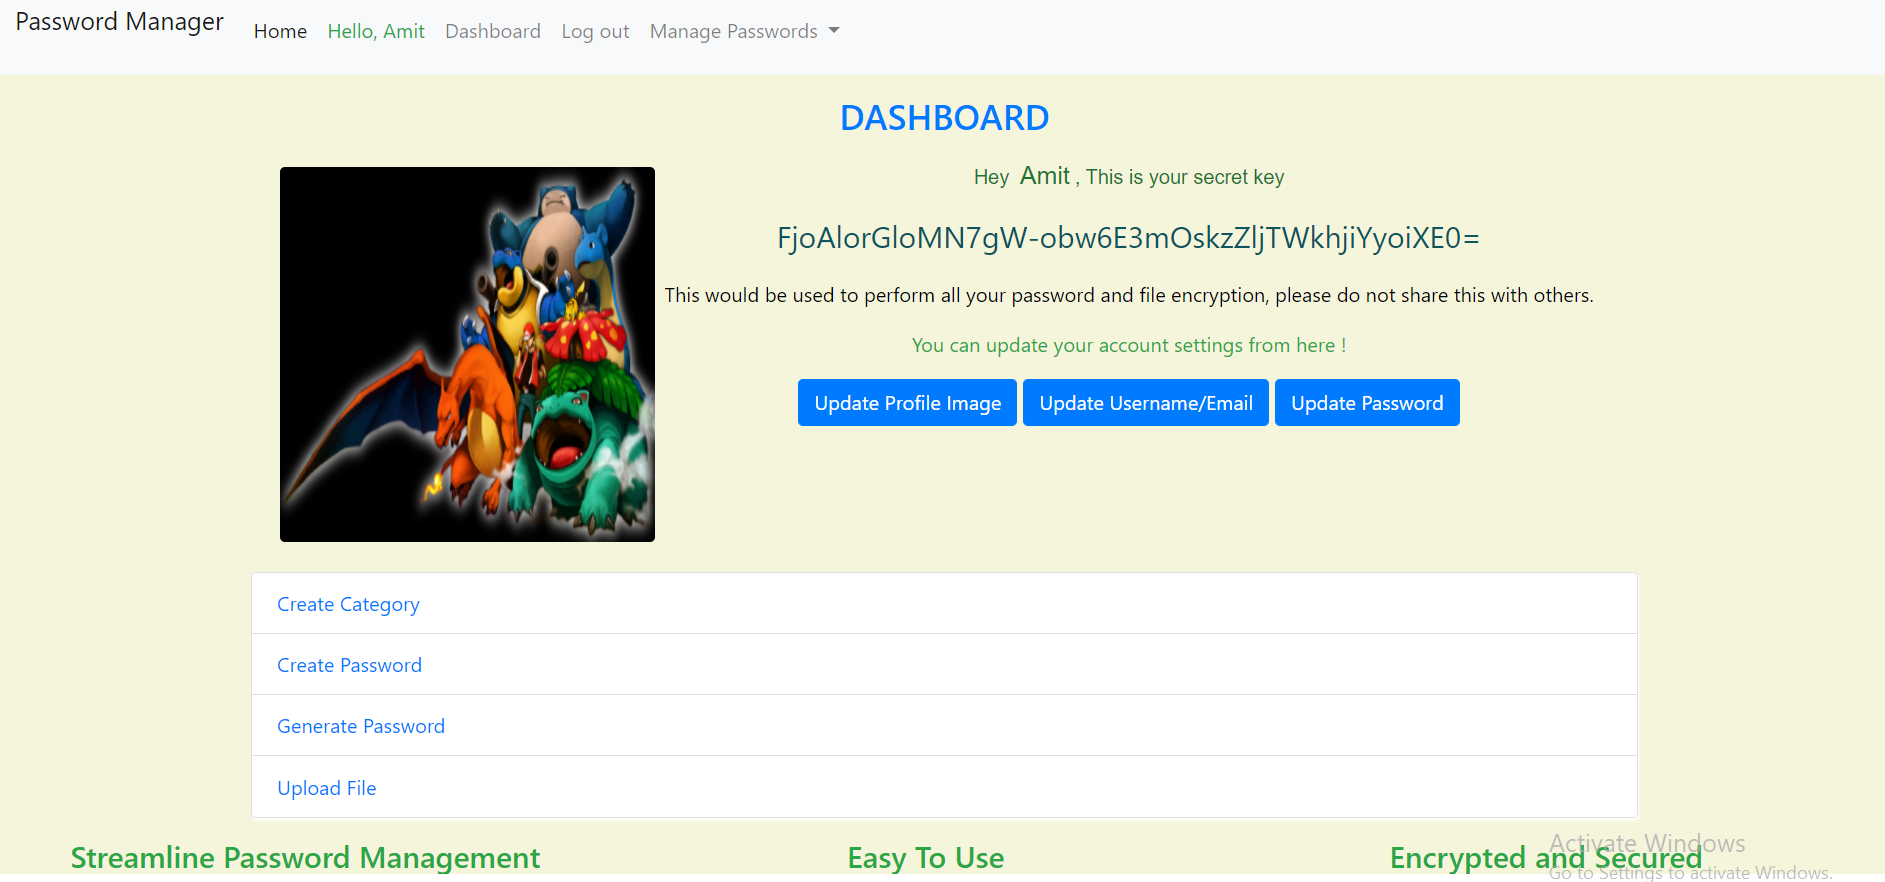 Password Manager Home Hello, Amit Dashboard Log out Manage Passwords
DASHBOARD
Hey Amit , This is your secret key
FjoAlorGloMN7gW-obw6E3mOskzZljTWkhjiYyoiXE0=
This would be used to perform all your password and file encryption, please do not share this with others.
You can update your account settings from here !
Update Profile Image Update Username/Email Update Password
Create Category
Create Password
Generate Password
Upload File
Streamline Password Management Easy To Use Encrypted and Secured
Activate Windows
Go to Settings to activate Windows.